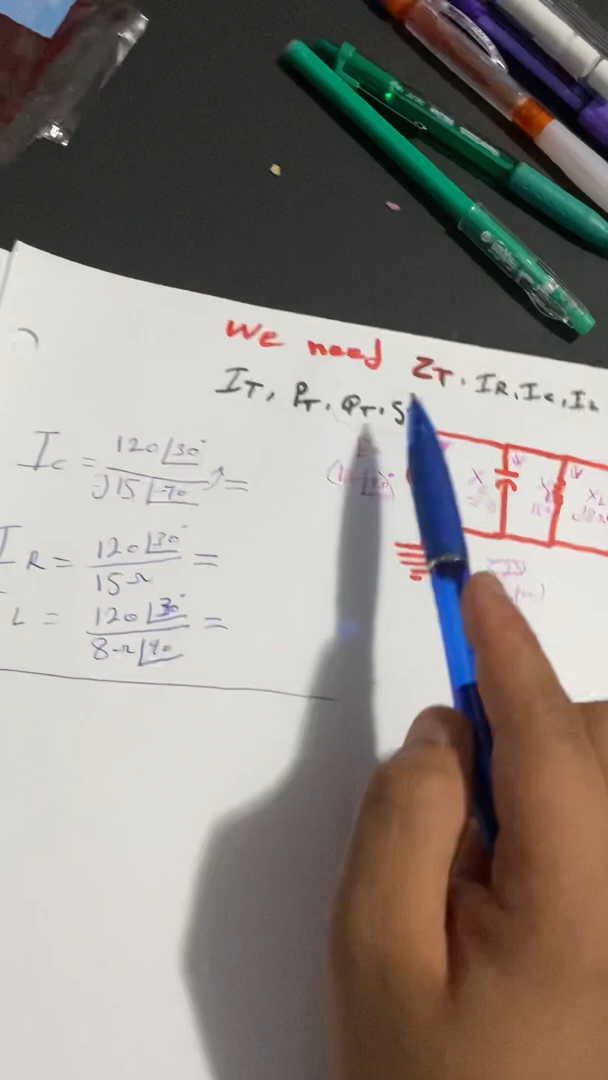 We need ZT, IR, IC, IL
IT, PT, QT, S
IC = 120∠30° / J15∠-90 =
IR = 120∠30° / 15Ω =
L = 120∠30° / 8Ω∠90 =